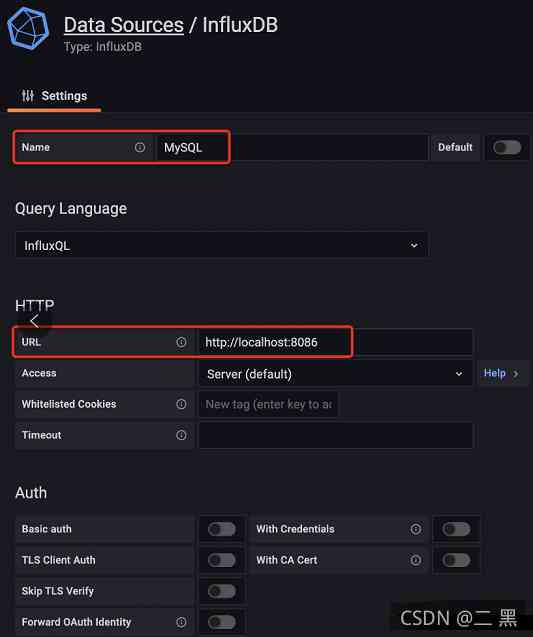 Data Sources / InfluxDB
Type: InfluxDB
Settings
Name MySQL Default
Query Language
InfluxQL
HTTP
URL http://localhost:8086
Access Server (default) Help
Whitelisted Cookies New tag (enter key to ac
Timeout
Auth
Basic auth With Credentials
TLS Client Auth With CA Cert
Skip TLS Verify
Forward OAuth Identity
CSDN @二 黑